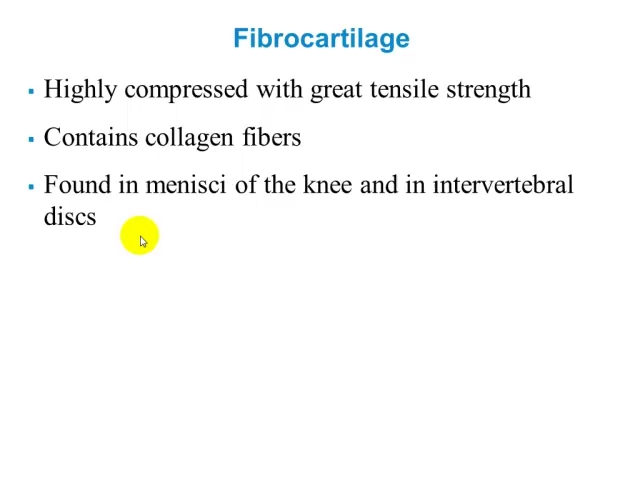 Fibrocartilage
▪ Highly compressed with great tensile strength
▪ Contains collagen fibers
▪ Found in menisci of the knee and in intervertebral
discs